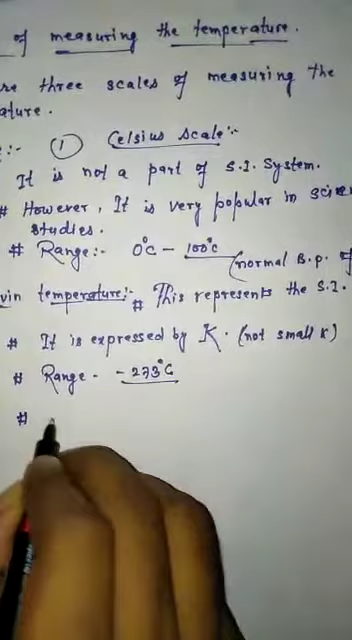 of measuring the temperature.
re three scales of measuring the
ature.
:- ① Celsius scale:-
It is not a part of S.I. System.
# However, It is very popular in scien
studies.
# Range:- 0°C - 100°C
(normal B.p. of
vin temperature:- # This represents the S.I.
# It is expressed by K. (not small k)
# Range - -273°C
#